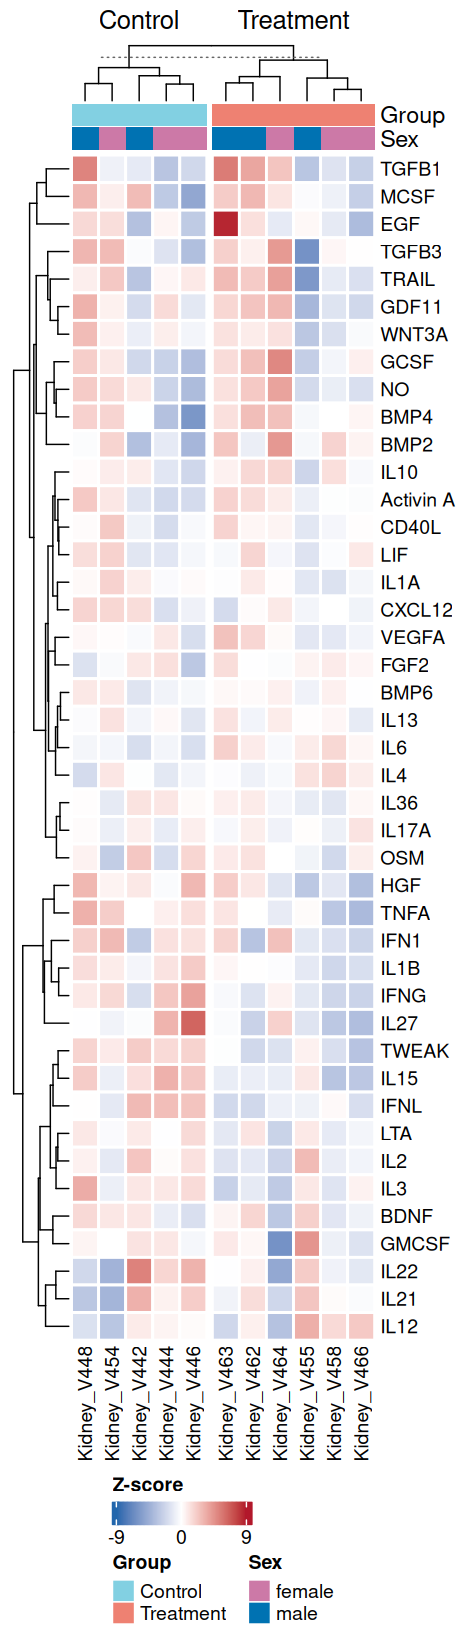 Control Treatment
Group
Sex
TGFB1
MCSF
EGF
TGFB3
TRAIL
GDF11
WNT3A
GCSF
NO
BMP4
BMP2
IL10
Activin A
CD40L
LIF
IL1A
CXCL12
VEGFA
FGF2
BMP6
IL13
IL6
IL4
IL36
IL17A
OSM
HGF
TNFA
IFN1
IL1B
IFNG
IL27
TWEAK
IL15
IFNL
LTA
IL2
IL3
BDNF
GMCSF
IL22
IL21
IL12
Kidney_V448
Kidney_V454
Kidney_V442
Kidney_V444
Kidney_V446
Kidney_V463
Kidney_V462
Kidney_V464
Kidney_V455
Kidney_V458
Kidney_V466
Z-score
-9 0 9
Group Sex
Control female
Treatment male